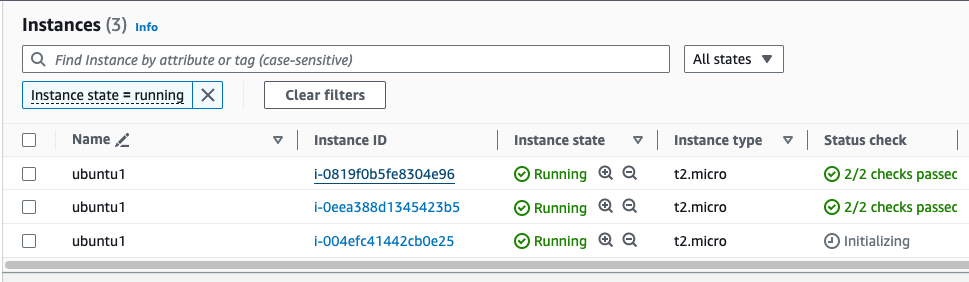 Instances (3) Info
Find Instance by attribute or tag (case-sensitive) All states
Instance state = running Clear filters
Name Instance ID Instance state Instance type Status check
ubuntu1 i-0819f0b5fe8304e96 Running t2.micro 2/2 checks passed
ubuntu1 i-0eea388d1345423b5 Running t2.micro 2/2 checks passed
ubuntu1 i-004efc41442cb0e25 Running t2.micro Initializing